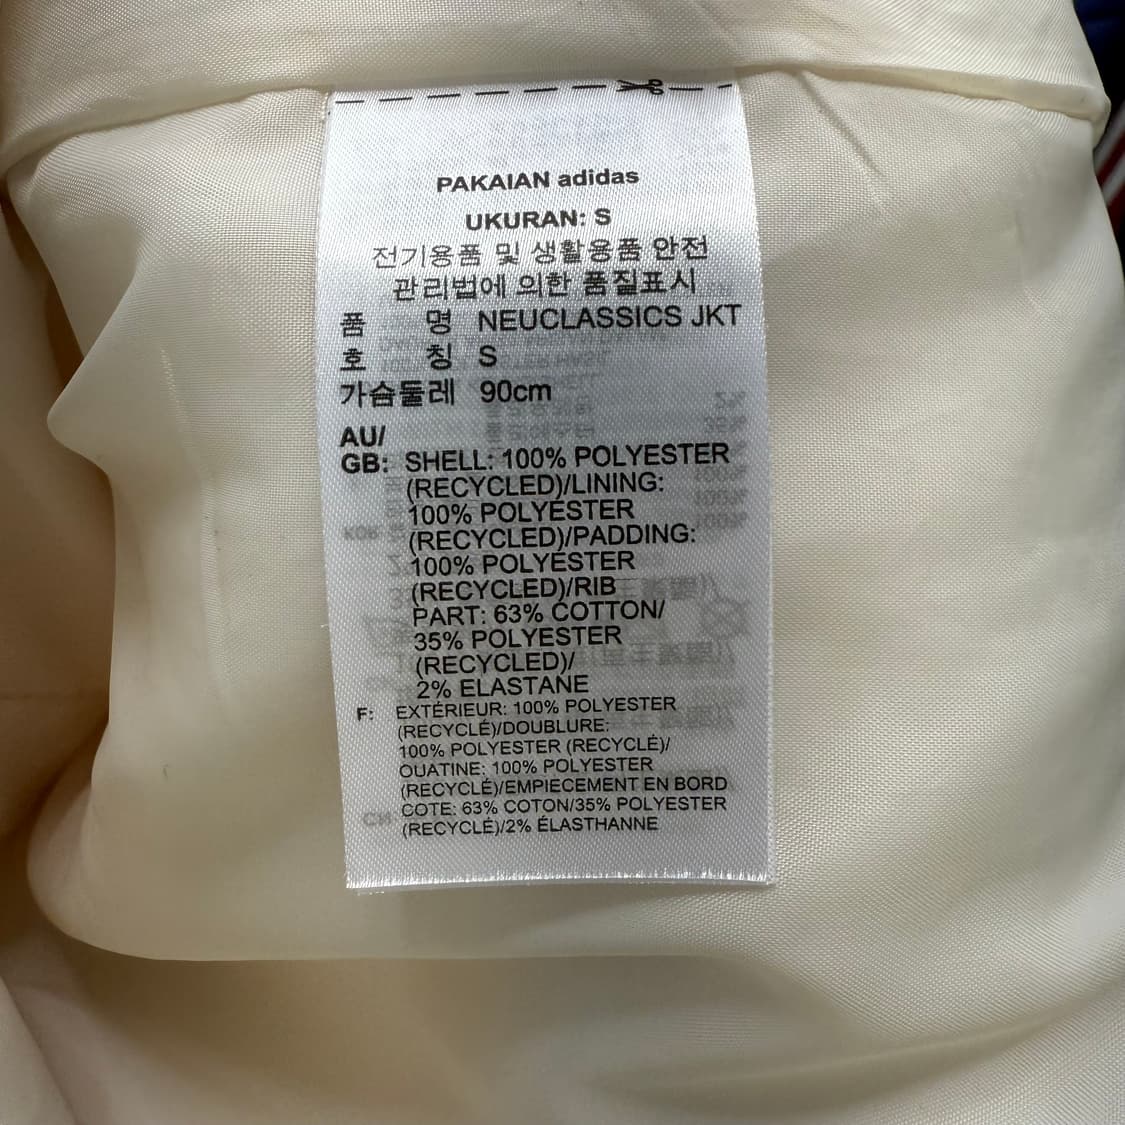 PAKAIAN adidas
UKURAN: S
전기용품 및 생활용품 안전
관리법에 의한 품질표시
품 명 NEUCLASSICS JKT
호 칭 S
가슴둘레 90cm
AU/
GB: SHELL: 100% POLYESTER
(RECYCLED)/LINING:
100% POLYESTER
(RECYCLED)/PADDING:
100% POLYESTER
(RECYCLED)/RIB
PART: 63% COTTON/
35% POLYESTER
(RECYCLED)/
2% ELASTANE
F: EXTÉRIEUR: 100% POLYESTER
(RECYCLÉ)/DOUBLURE:
100% POLYESTER (RECYCLÉ)/
OUATINE: 100% POLYESTER
(RECYCLÉ)/EMPIECEMENT EN BORD
COTE: 63% COTON/35% POLYESTER
(RECYCLÉ)/2% ÉLASTHANNE